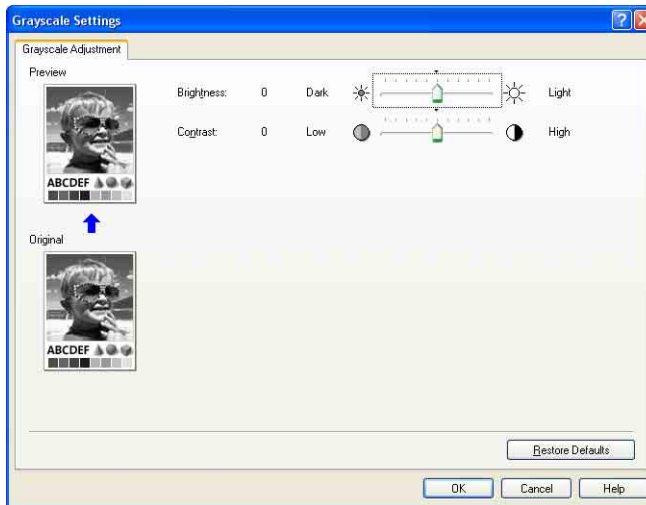 Grayscale Settings
Grayscale Adjustment
Preview
Brightness: 0 Dark Light
Contrast: 0 Low High
ABCDEF
Original
ABCDEF
Restore Defaults
OK Cancel Help